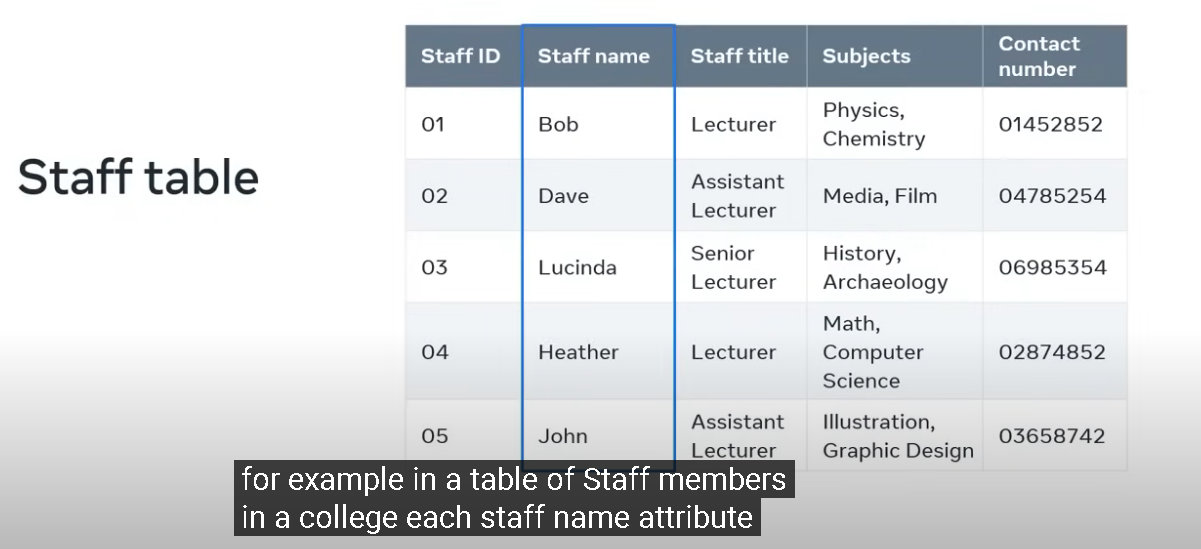 Staff table
Staff ID
Staff name
Staff title
Subjects
Contact
number
01
Bob
Lecturer
Physics,
Chemistry
01452852
02
Dave
Assistant
Lecturer
Media, Film
04785254
03
Lucinda
Senior
Lecturer
History,
Archaeology
06985354
04
Heather
Lecturer
Math,
Computer
Science
02874852
05
John
Assistant
Lecturer
Illustration,
Graphic Design
03658742
for example in a table of Staff members
in a college each staff name attribute